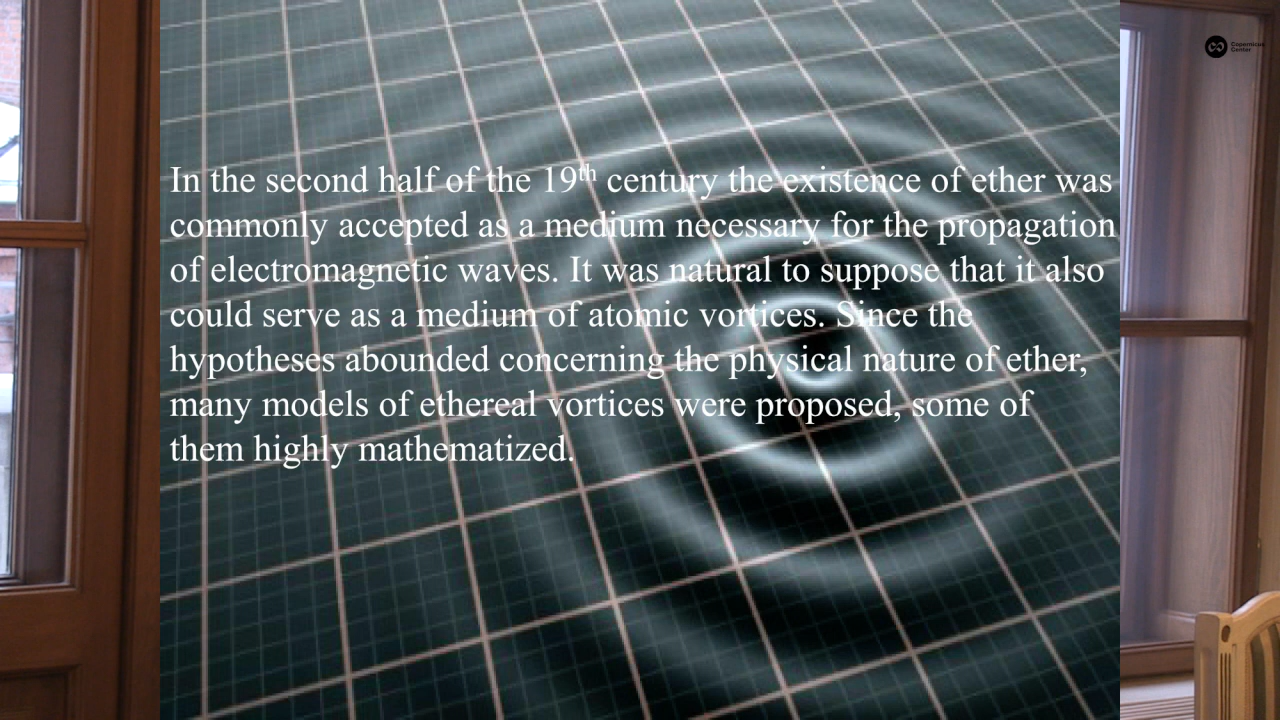 Copernicus
Center
In the second half of the 19th century the existence of ether was
commonly accepted as a medium necessary for the propagation
of electromagnetic waves. It was natural to suppose that it also
could serve as a medium of atomic vortices. Since the
hypotheses abounded concerning the physical nature of ether,
many models of ethereal vortices were proposed, some of
them highly mathematized.